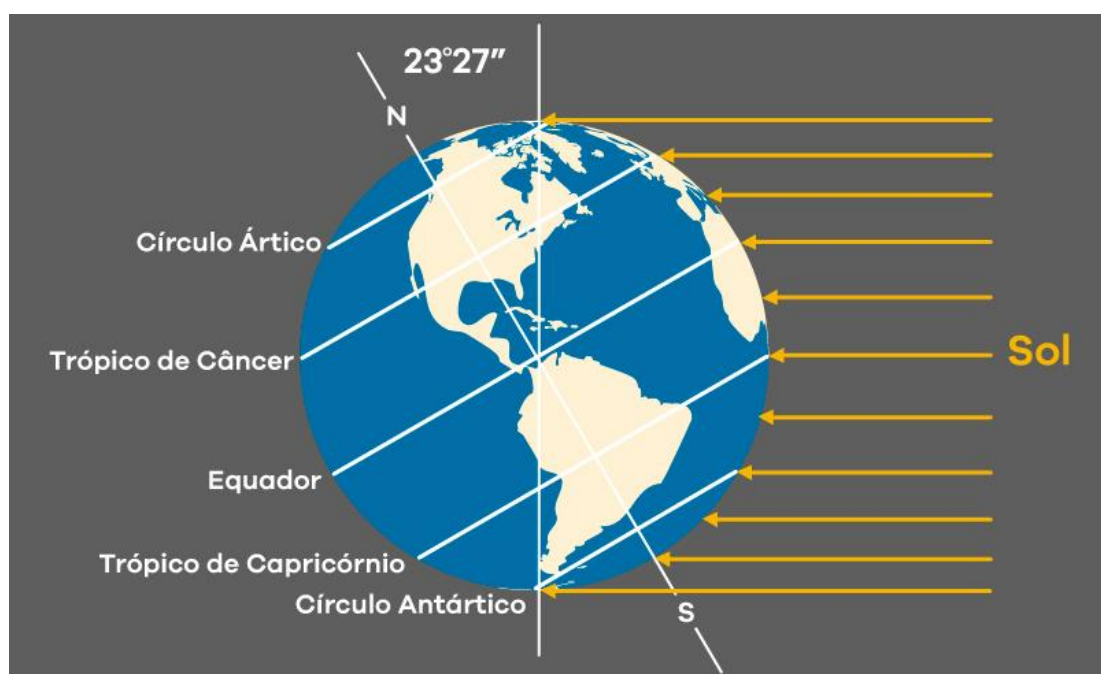 23°27″
N
Círculo Ártico
Trópico de Câncer
Sol
Equador
Trópico de Capricórnio
Círculo Antártico
S